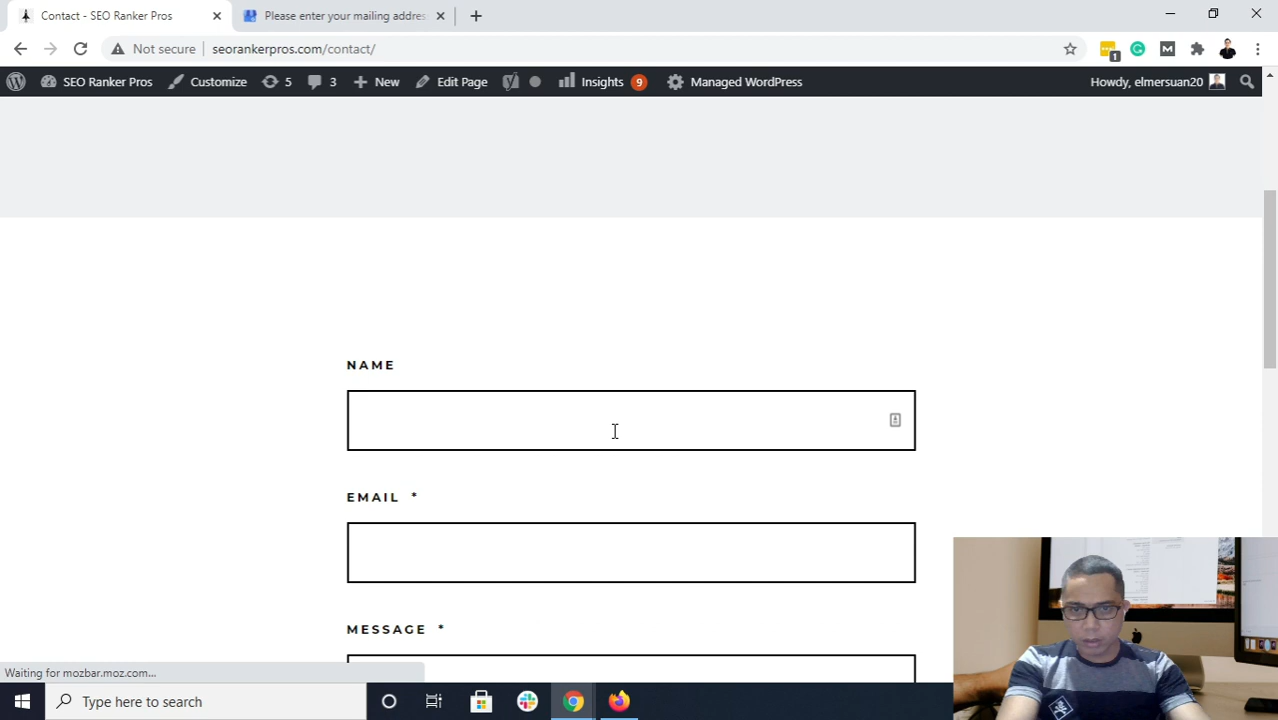 Contact - SEO Ranker Pros
Please enter your mailing addres
Not secure
seorankerpros.com/contact/
1
SEO Ranker Pros
Customize
5
3
New
Edit Page
Insights 9
Managed WordPress
Howdy, elmersuan20
NAME
EMAIL *
MESSAGE *
Waiting for mozbar.moz.com...
Type here to search